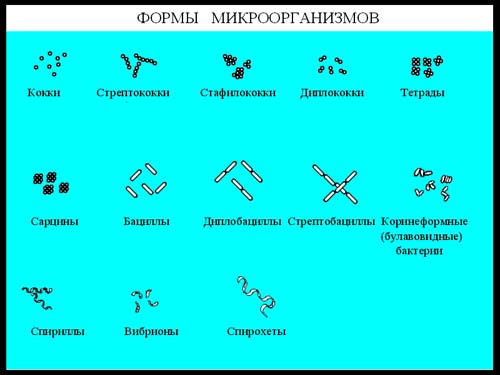 ФОРМЫ МИКРООРГАНИЗМОВ
Кокки Стрептококки Стафилококки Диплококки Тетрады
Сарцины Бациллы Диплобациллы Стрептобациллы Коринеформные
(булавовидные)
бактерии
Спириллы Вибрионы Спирохеты